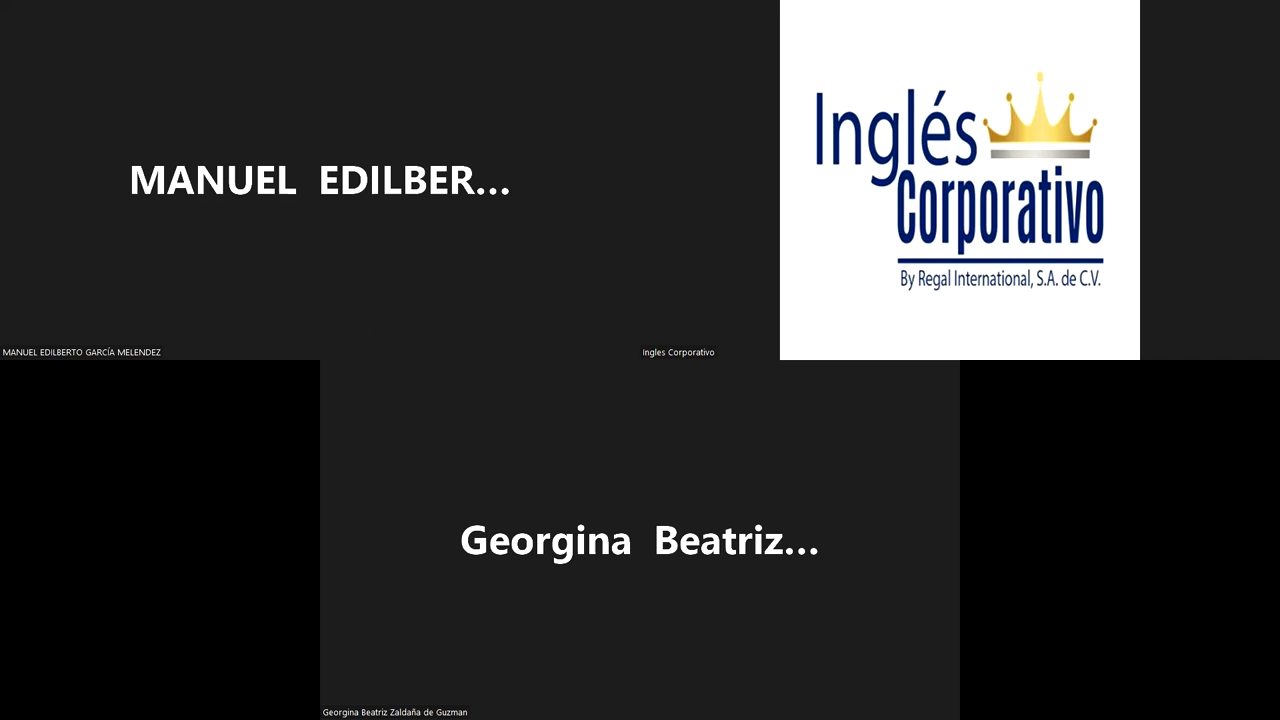 MANUEL EDILBER...
MANUEL EDILBERTO GARCÍA MELENDEZ
Inglés
Corporativo
By Regal International, S.A. de C.V.
Ingles Corporativo
Georgina Beatriz...
Georgina Beatriz Zaldaña de Guzman